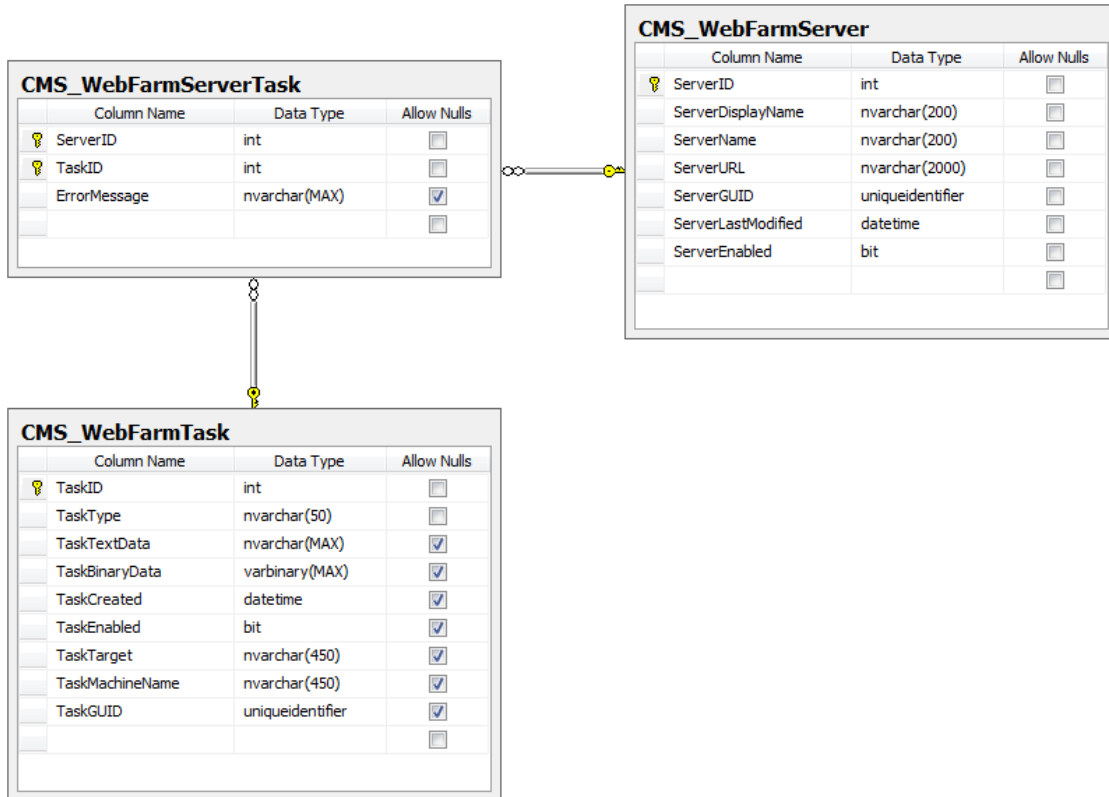 CMS_WebFarmServerTask
Column Name Data Type Allow Nulls
ServerID int
TaskID int
ErrorMessage nvarchar(MAX)
CMS_WebFarmServer
Column Name Data Type Allow Nulls
ServerID int
ServerDisplayName nvarchar(200)
ServerName nvarchar(200)
ServerURL nvarchar(2000)
ServerGUID uniqueidentifier
ServerLastModified datetime
ServerEnabled bit
CMS_WebFarmTask
Column Name Data Type Allow Nulls
TaskID int
TaskType nvarchar(50)
TaskTextData nvarchar(MAX)
TaskBinaryData varbinary(MAX)
TaskCreated datetime
TaskEnabled bit
TaskTarget nvarchar(450)
TaskMachineName nvarchar(450)
TaskGUID uniqueidentifier